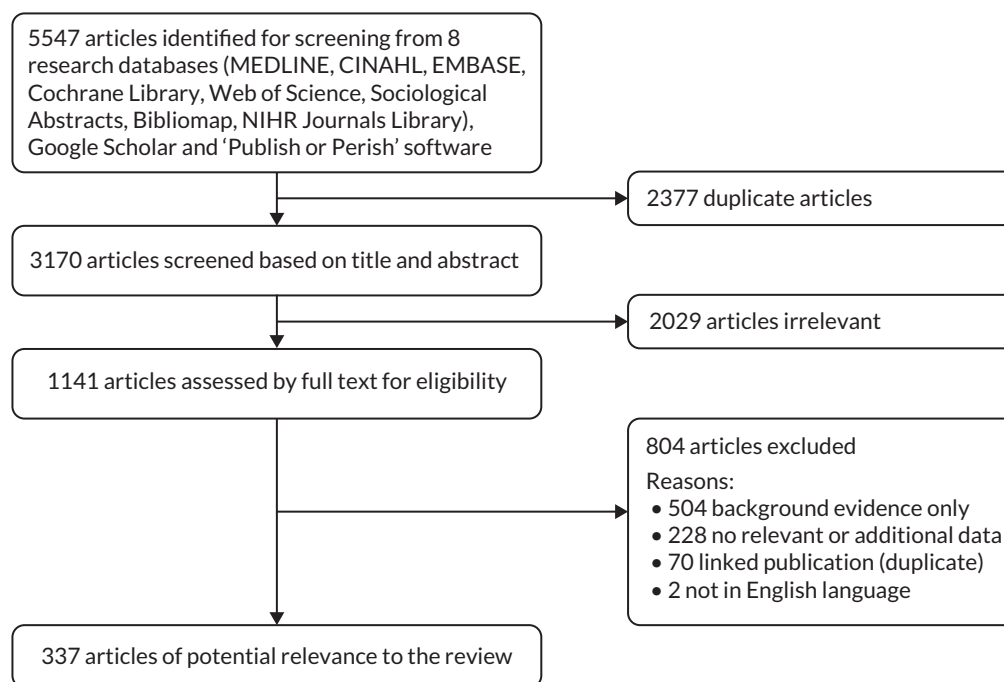 5547 articles identified for screening from 8
research databases (MEDLINE, CINAHL, EMBASE,
Cochrane Library, Web of Science, Sociological
Abstracts, Bibliomap, NIHR Journals Library),
Google Scholar and ‘Publish or Perish’ software
2377 duplicate articles
3170 articles screened based on title and abstract
2029 articles irrelevant
1141 articles assessed by full text for eligibility
804 articles excluded
Reasons:
• 504 background evidence only
• 228 no relevant or additional data
• 70 linked publication (duplicate)
• 2 not in English language
337 articles of potential relevance to the review